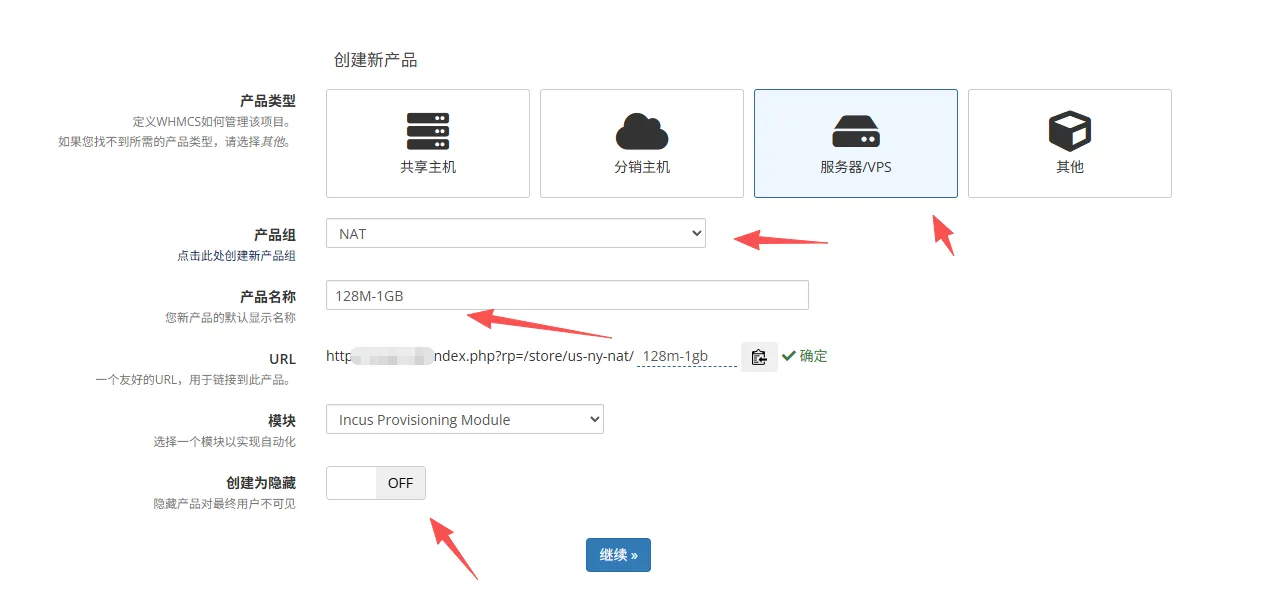 创建新产品
产品类型
定义WHMCS如何管理该项目。
如果您找不到所需的产品类型，请选择其他。
共享主机
分销主机
服务器/VPS
其他
产品组
点击此处创建新产品组
NAT
产品名称
您新产品的默认显示名称
128M-1GB
URL
一个友好的URL，用于链接到此产品。
http ndex.php?rp=/store/us-ny-nat/ 128m-1gb 确定
模块
选择一个模块以实现自动化
Incus Provisioning Module
创建为隐藏
隐藏产品对最终用户不可见
OFF
继续 »